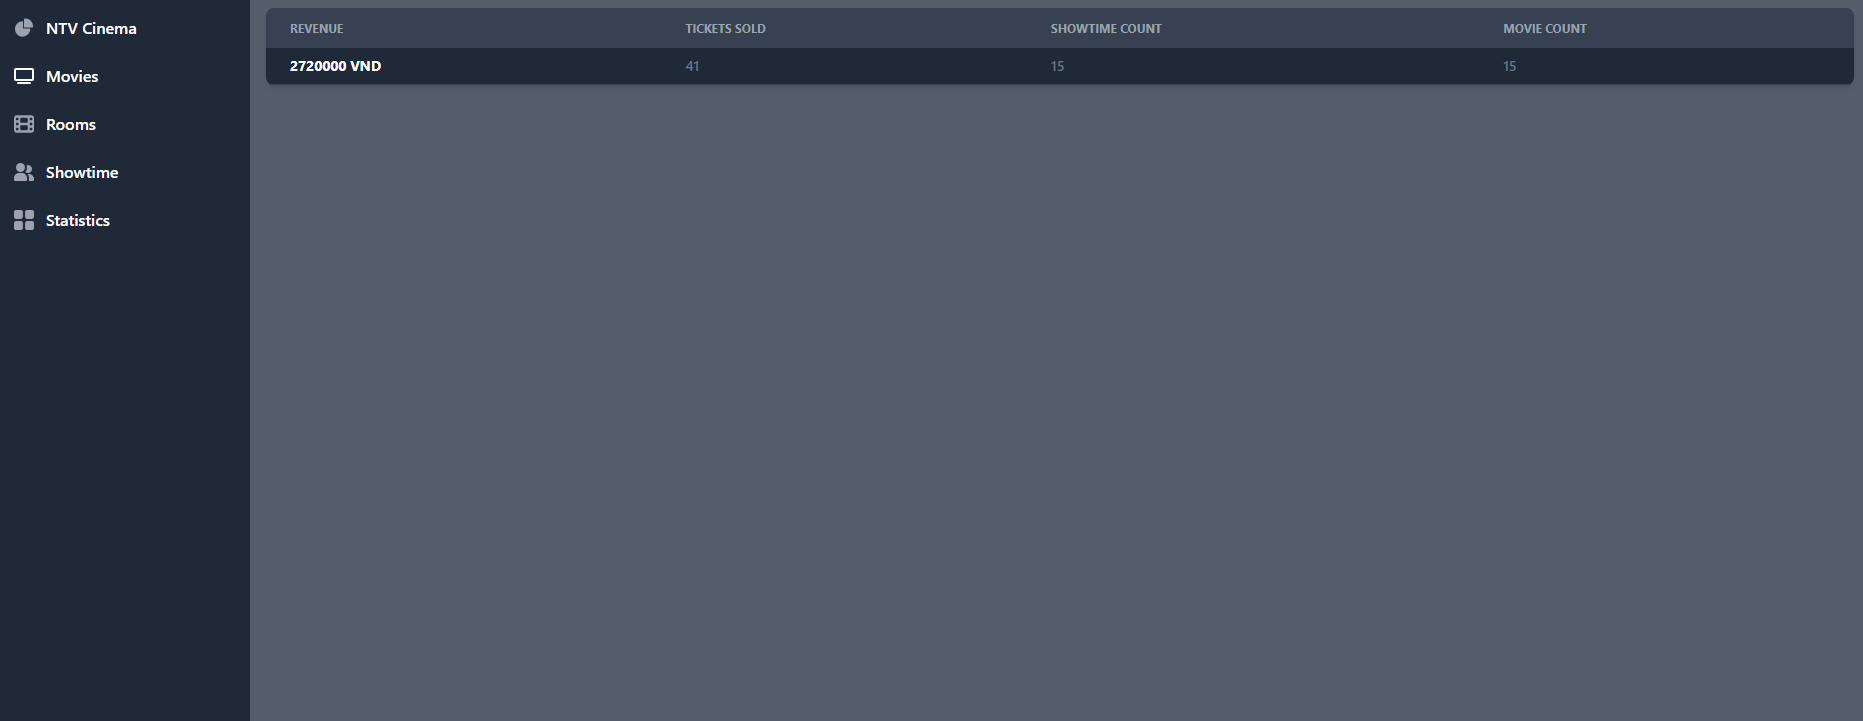 NTV Cinema
Movies
Rooms
Showtime
Statistics
REVENUE TICKETS SOLD SHOWTIME COUNT MOVIE COUNT
2720000 VND 41 15 15